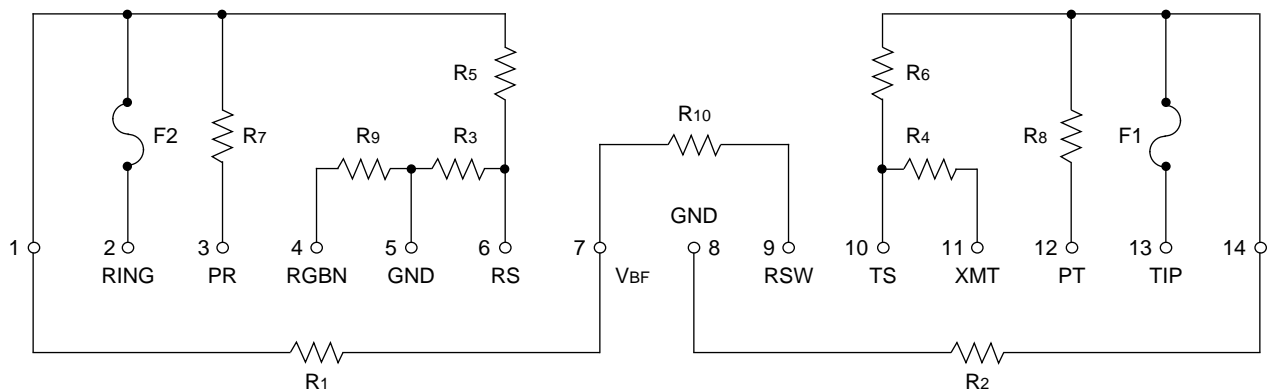 R5
R6
R10
F2
R7
R9
R3
R4
R8
F1
GND
1
2
3
4
5
6
7
8
9
10
11
12
13
14
RING
PR
RGBN
GND
RS
VBF
RSW
TS
XMT
PT
TIP
R1
R2